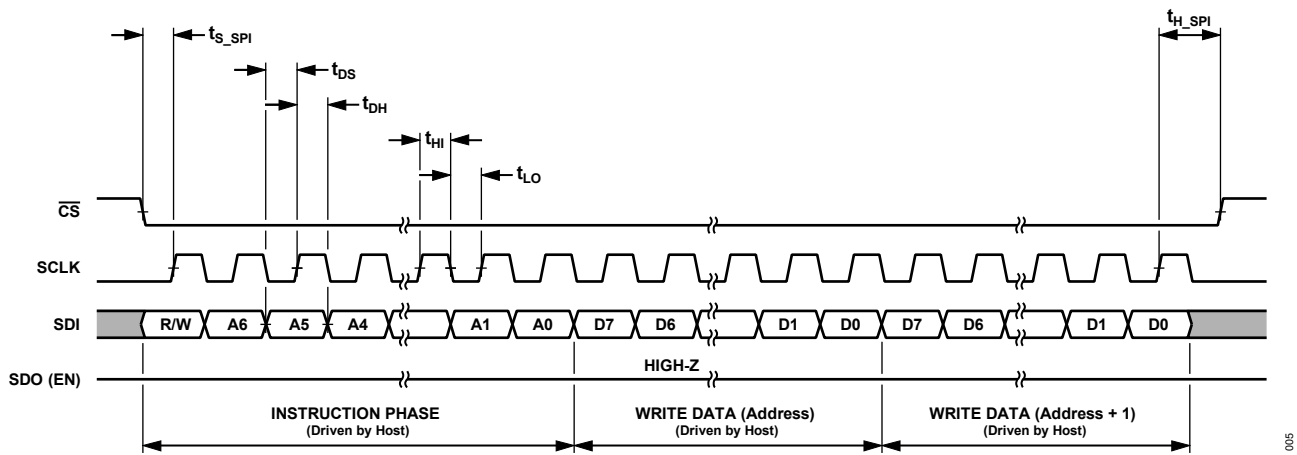 tS_SPI
tH_SPI
tDS
tDH
tHI
tLO
CS
SCLK
SDI
R/W A6 A5 A4 A1 A0 D7 D6 D1 D0 D7 D6 D1 D0
HIGH-Z
SDO (EN)
INSTRUCTION PHASE
(Driven by Host)
WRITE DATA (Address)
(Driven by Host)
WRITE DATA (Address + 1)
(Driven by Host)
005